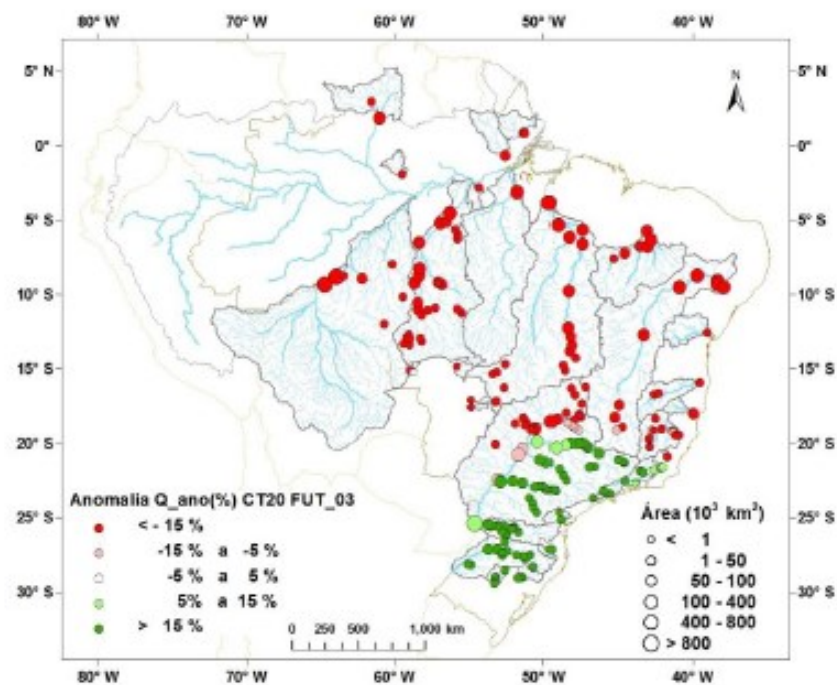 80° W 70° W 60° W 50° W 40° W
5° N 5° N
0° 0°
5° S 5° S
10° S 10° S
15° S 15° S
20° S 20° S
25° S 25° S
30° S 30° S
N
Anomalia Q_ano(%) CT20 FUT_03
< - 15 %
-15% a -5%
-5% a 5%
5% a 15%
> 15 %
0 250 500 1,000 km
Área (10³ km²)
< 1
1 - 50
50 - 100
100 - 400
400 - 800
> 800
80° W 70° W 60° W 50° W 40° W